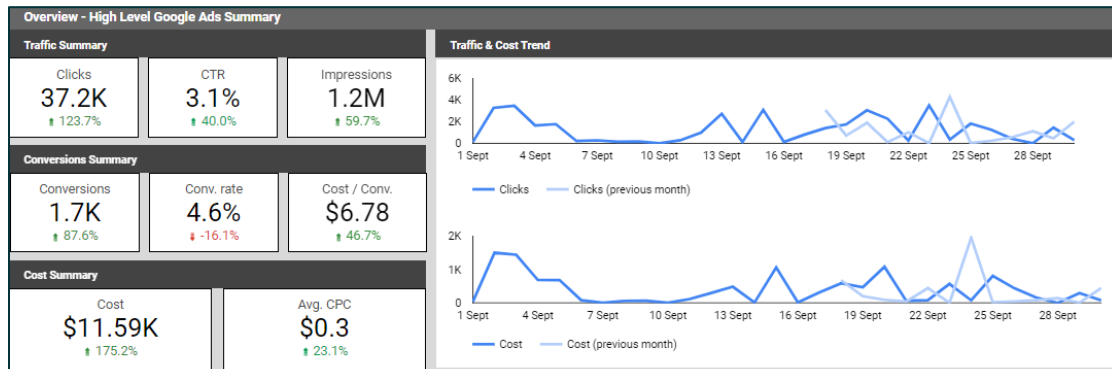 Overview - High Level Google Ads Summary
Traffic Summary
Clicks
37.2K
123.7%
CTR
3.1%
40.0%
Impressions
1.2M
59.7%
Conversions Summary
Conversions
1.7K
87.6%
Conv. rate
4.6%
-16.1%
Cost / Conv.
$6.78
46.7%
Cost Summary
Cost
$11.59K
175.2%
Avg. CPC
$0.3
23.1%
Traffic & Cost Trend
6K
4K
2K
0
1 Sept 4 Sept 7 Sept 10 Sept 13 Sept 16 Sept 19 Sept 22 Sept 25 Sept 28 Sept
Clicks Clicks (previous month)
2K
1K
0
1 Sept 4 Sept 7 Sept 10 Sept 13 Sept 16 Sept 19 Sept 22 Sept 25 Sept 28 Sept
Cost Cost (previous month)